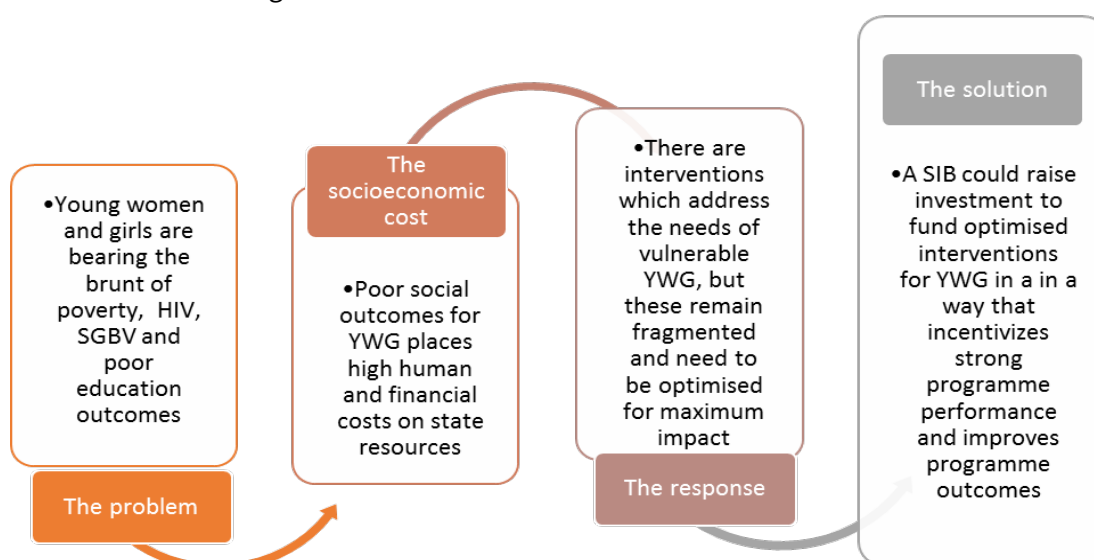 •Young women
and girls are
bearing the
brunt of
poverty, HIV,
SGBV and
poor
education
outcomes
The problem
The
socioeconomic
cost
•Poor social
outcomes for
YWG places
high human
and financial
costs on state
resources
•There are
interventions
which address
the needs of
vulnerable
YWG, but
these remain
fragmented
and need to
be optimised
for maximum
impact
The response
The solution
•A SIB could raise
investment to
fund optimised
interventions
for YWG in a in a
way that
incentivizes
strong
programme
performance
and improves
programme
outcomes